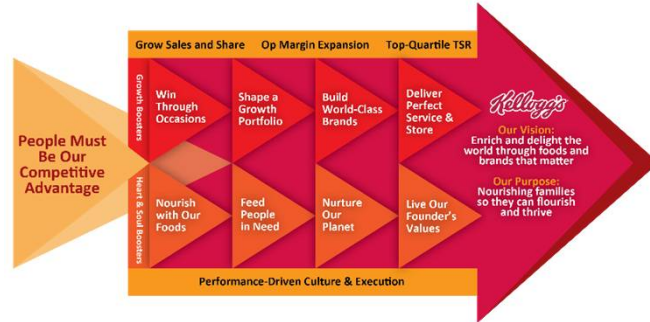 Grow Sales and Share Op Margin Expansion Top-Quartile TSR
People Must
Be Our
Competitive
Advantage
Growth Boosters
Win
Through
Occasions
Shape a
Growth
Portfolio
Build
World-Class
Brands
Deliver
Perfect
Service &
Store
Heart & Soul Boosters
Nourish
with Our
Foods
Feed
People
in Need
Nurture
Our
Planet
Live Our
Founder's
Values
Kellogg's
Our Vision:
Enrich and delight the
world through foods and
brands that matter
Our Purpose:
Nourishing families
so they can flourish
and thrive
Performance-Driven Culture & Execution